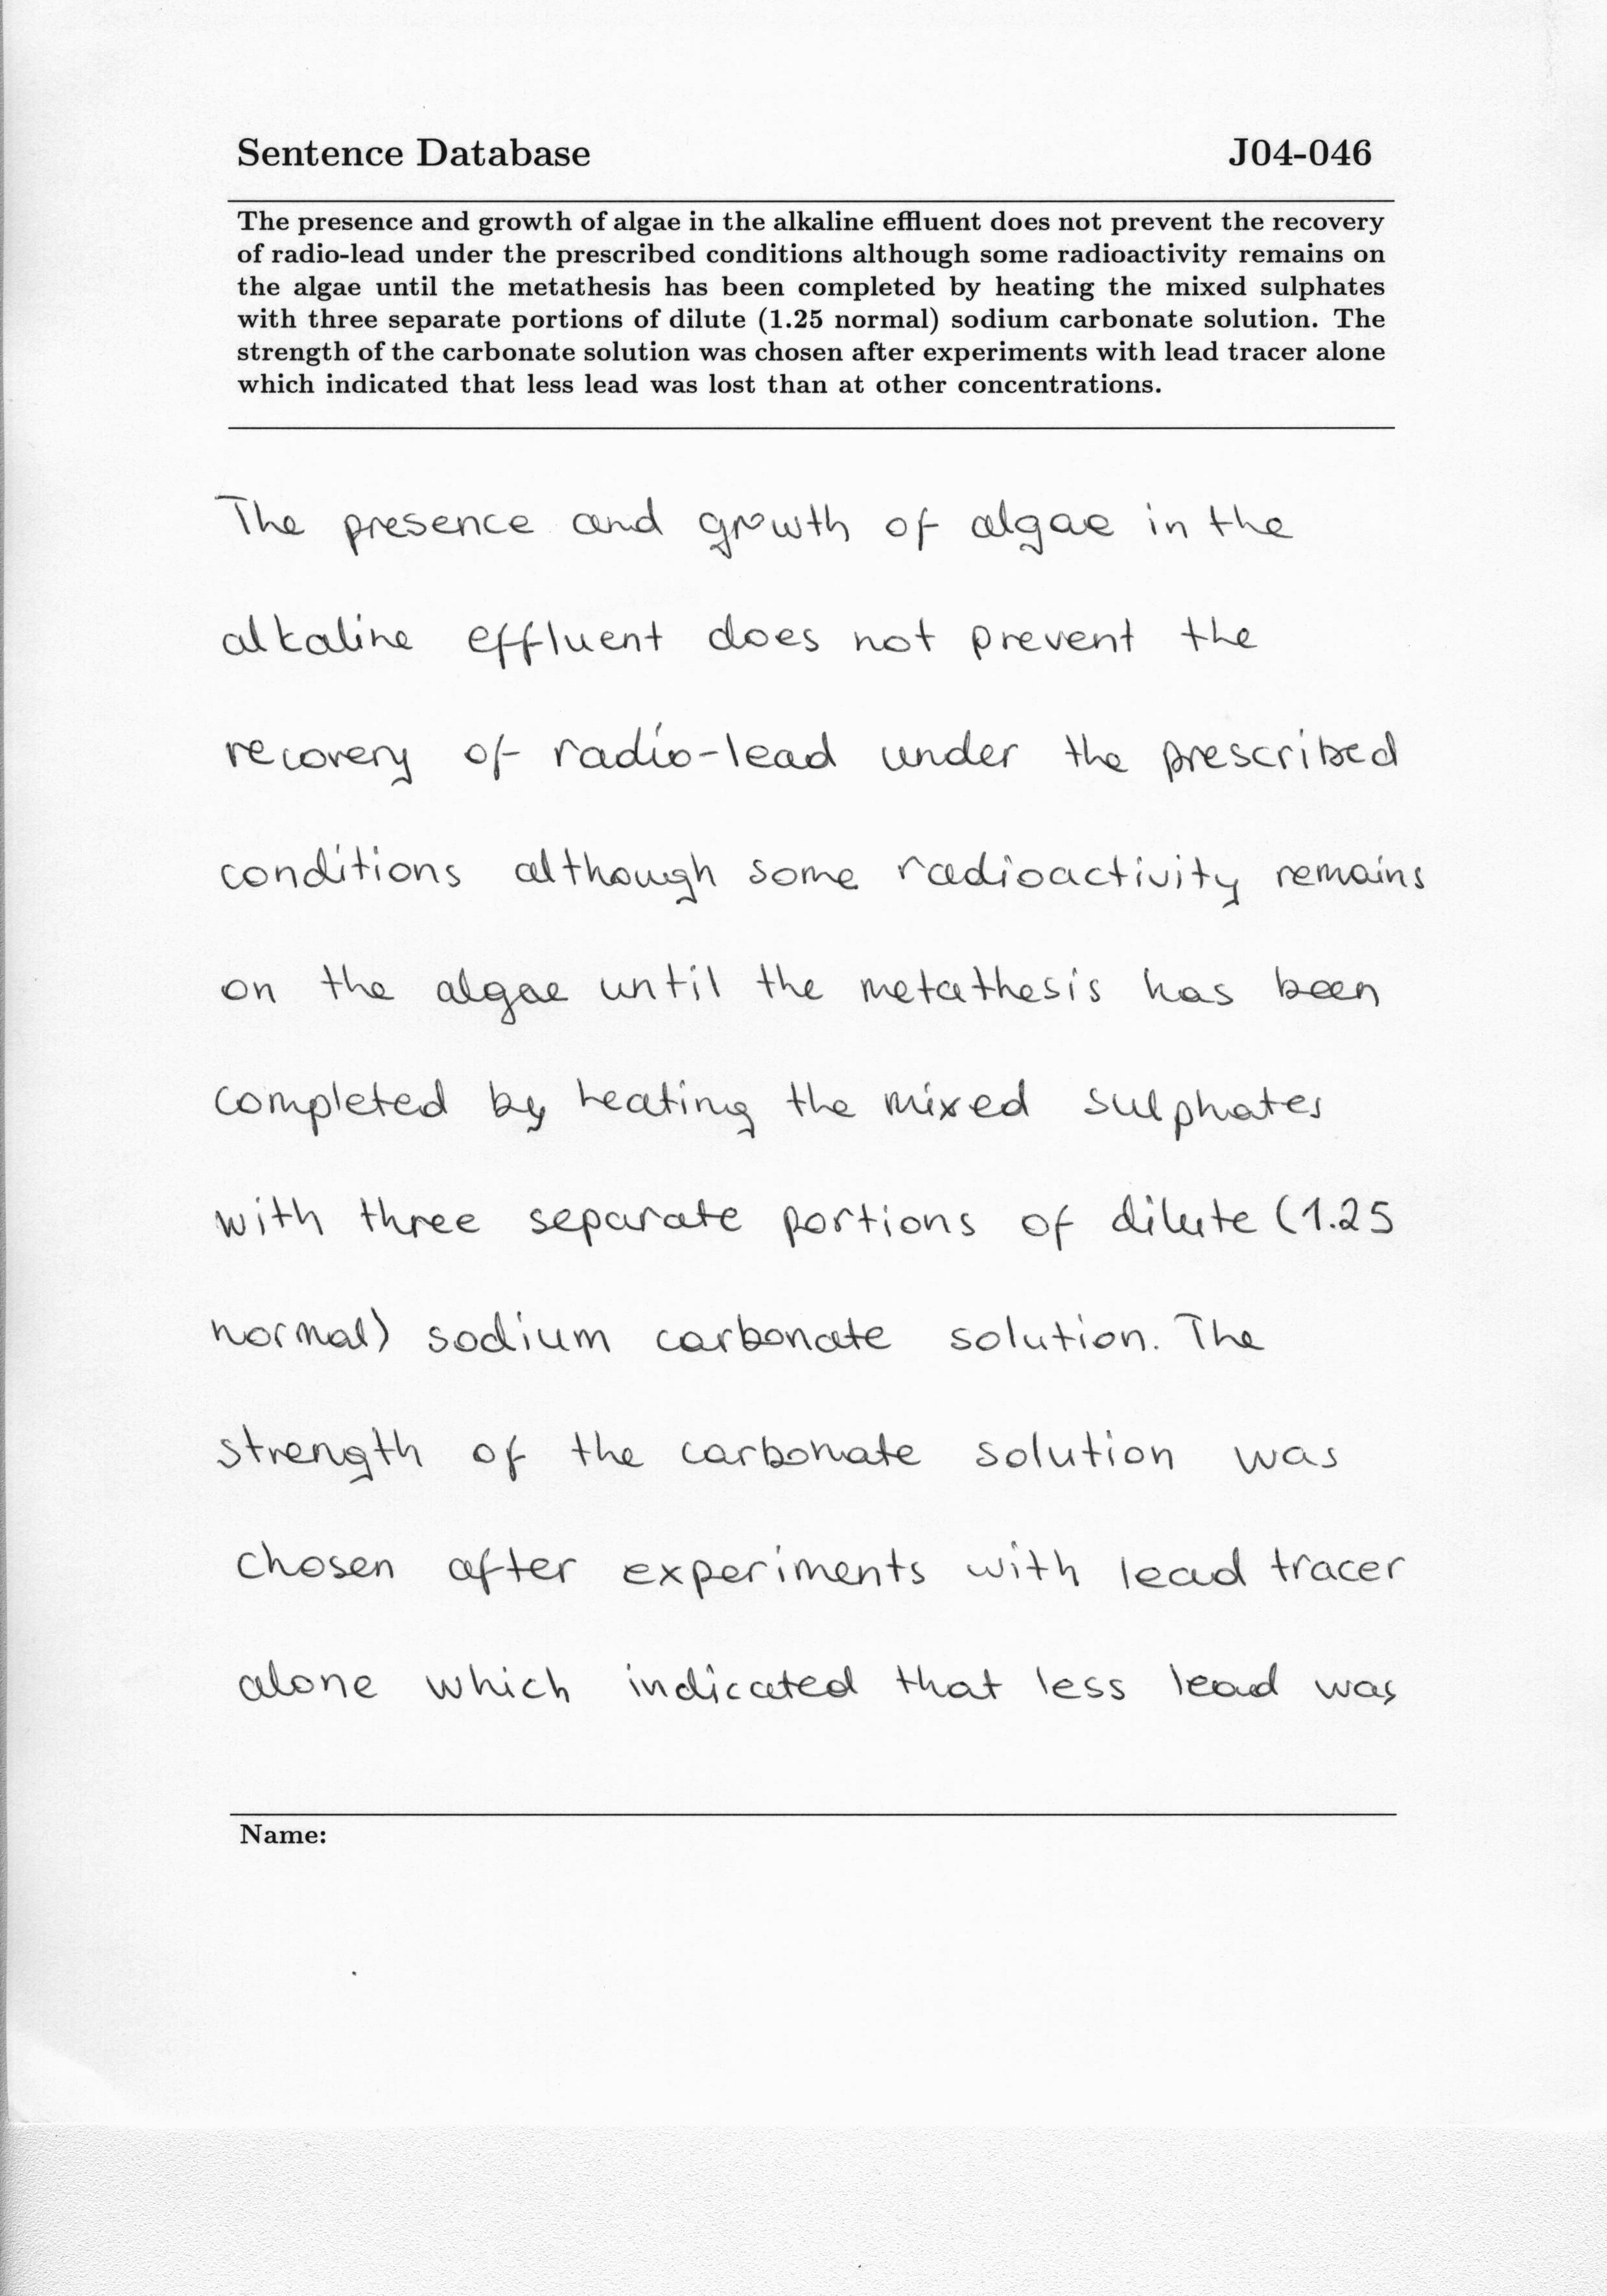 Sentence Database J04-046
The presence and growth of algae in the alkaline effluent does not prevent the recovery
of radio-lead under the prescribed conditions although some radioactivity remains on
the algae until the metathesis has been completed by heating the mixed sulphates
with three separate portions of dilute (1.25 normal) sodium carbonate solution. The
strength of the carbonate solution was chosen after experiments with lead tracer alone
which indicated that less lead was lost than at other concentrations.
The presence and growth of algae in the
alkaline effluent does not prevent the
recovery of radio-lead under the prescribed
conditions although some radioactivity remains
on the algae until the metathesis has been
completed by heating the mixed sulphates
with three separate portions of dilute (1.25
normal) sodium carbonate solution. The
strength of the carbonate solution was
chosen after experiments with lead tracer
alone which indicated that less lead was
Name: